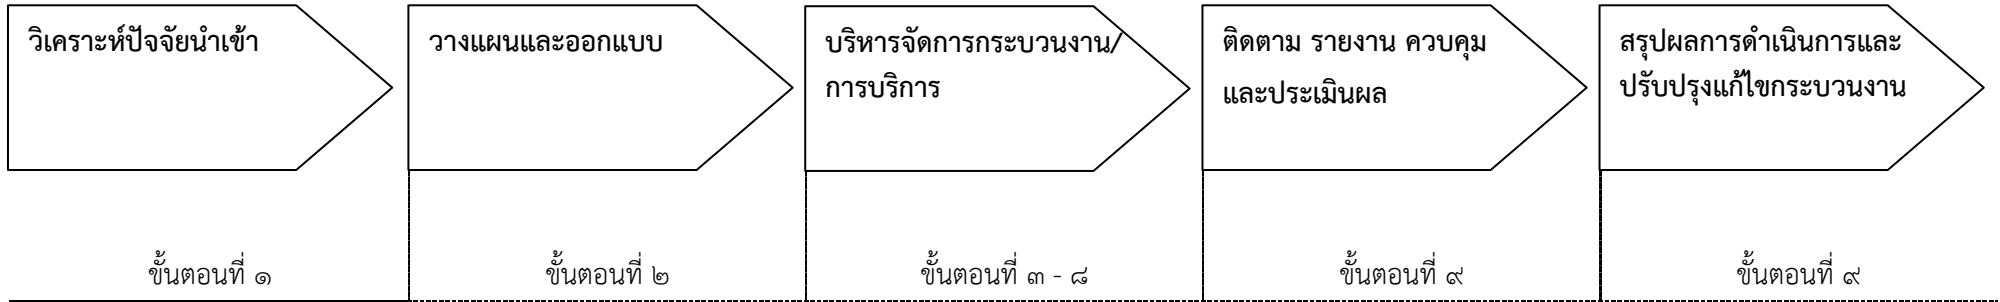 วิเคราะห์ปัจจัยนำเข้า
วางแผนและออกแบบ
บริหารจัดการกระบวนงาน/
การบริการ
ติดตาม รายงาน ควบคุม
และประเมินผล
สรุปผลการดำเนินการและ
ปรับปรุงแก้ไขกระบวนงาน
ขั้นตอนที่ ๑
ขั้นตอนที่ ๒
ขั้นตอนที่ ๓ - ๘
ขั้นตอนที่ ๙
ขั้นตอนที่ ๙